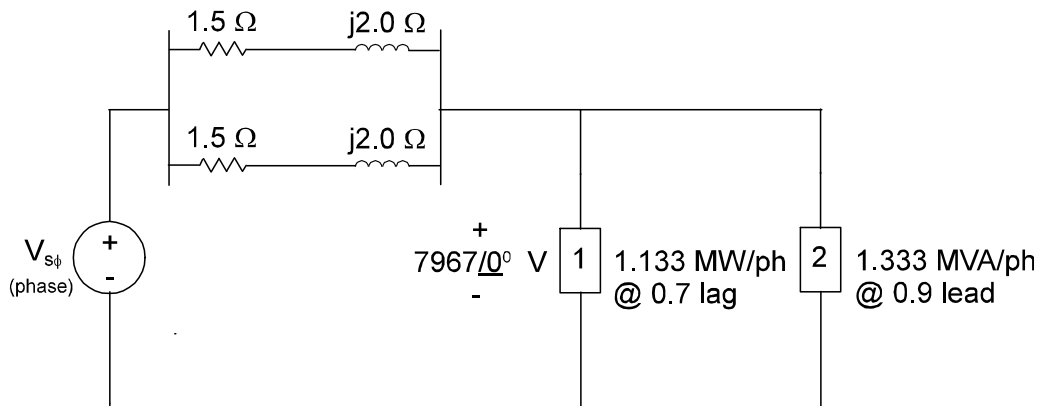 1.5 Ω j2.0 Ω
1.5 Ω j2.0 Ω
V_sϕ
(phase)
+
-
+
7967/0⁰ V
-
1
1.133 MW/ph
@ 0.7 lag
2
1.333 MVA/ph
@ 0.9 lead